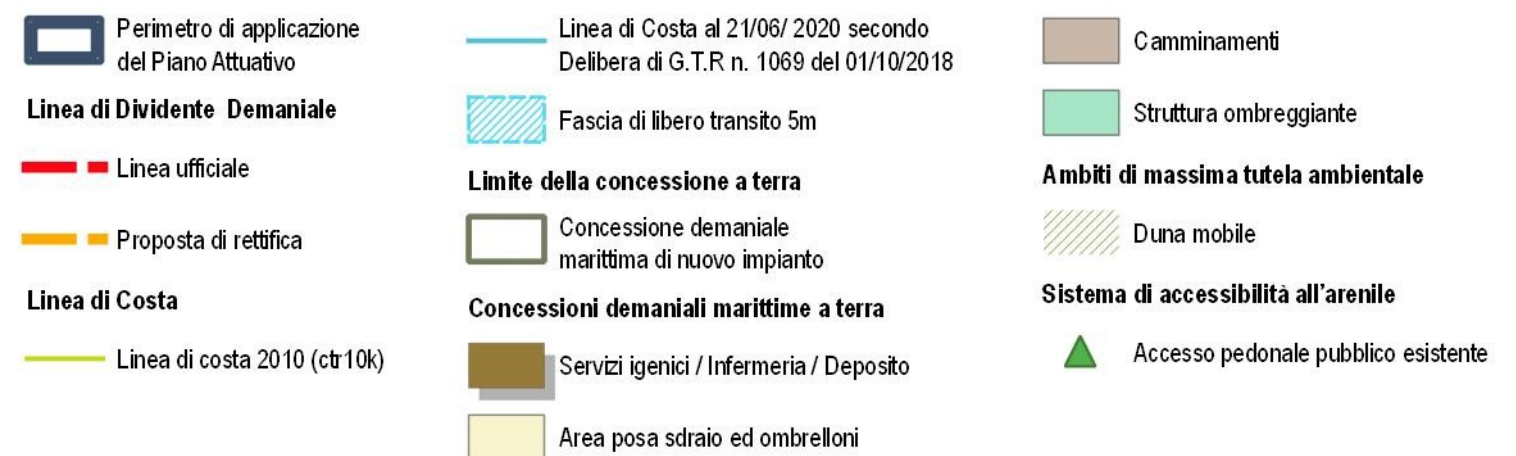 Perimetro di applicazione
del Piano Attuativo
Linea di Dividente Demaniale
Linea ufficiale
Proposta di rettifica
Linea di Costa
Linea di costa 2010 (ctr10k)
Linea di Costa al 21/06/ 2020 secondo
Delibera di G.T.R n. 1069 del 01/10/2018
Fascia di libero transito 5m
Limite della concessione a terra
Concessione demaniale
marittima di nuovo impianto
Concessioni demaniali marittime a terra
Servizi igenici / Infermeria / Deposito
Area posa sdraio ed ombrelloni
Camminamenti
Struttura ombreggiante
Ambiti di massima tutela ambientale
Duna mobile
Sistema di accessibilità all'arenile
Accesso pedonale pubblico esistente